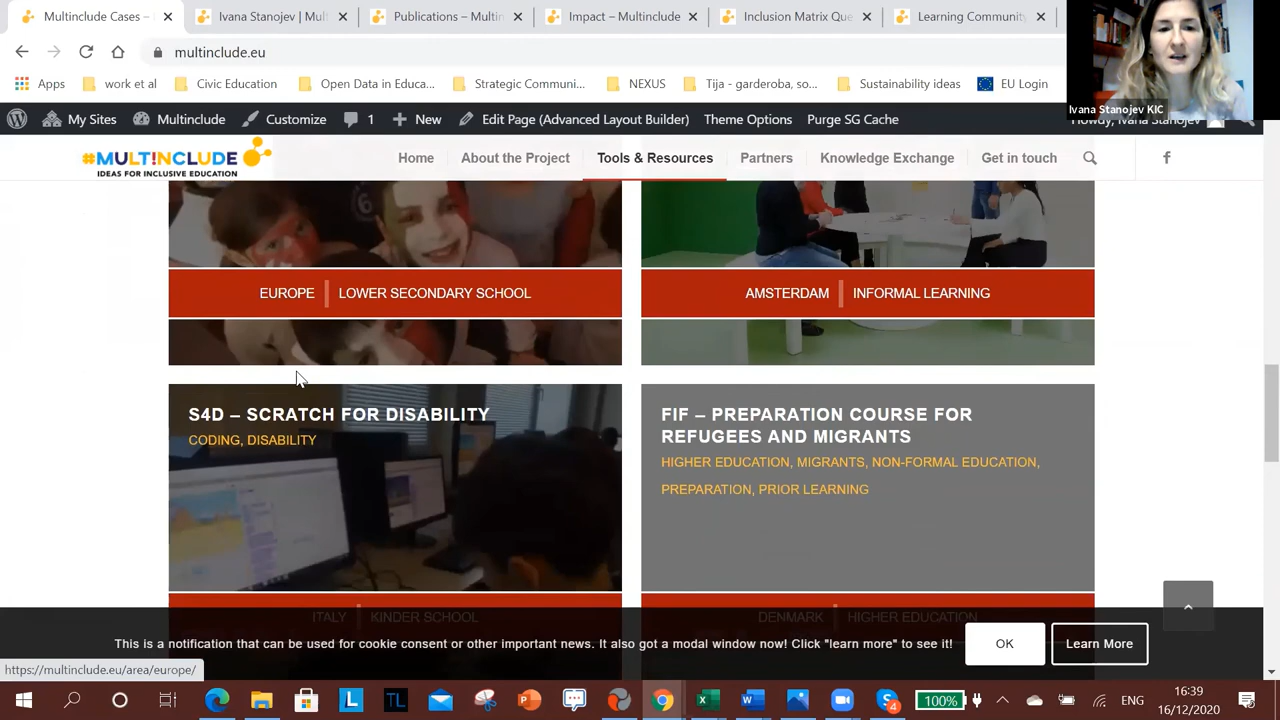 Multinclude Cases –
Ivana Stanojev | Mult
Publications – Multin
Impact – Multinclude
Inclusion Matrix Que
Learning Community
multinclude.eu
Apps
work et al
Civic Education
Open Data in Educa...
Strategic Communi...
NEXUS
Tija - garderoba, so...
Sustainability ideas
EU Login
Ivana Stanojev KIC
My Sites
Multinclude
Customize
1
New
Edit Page (Advanced Layout Builder)
Theme Options
Purge SG Cache
Howdy, Ivana Stanojev
#MULT!NCLUDE
IDEAS FOR INCLUSIVE EDUCATION
Home
About the Project
Tools & Resources
Partners
Knowledge Exchange
Get in touch
EUROPE
LOWER SECONDARY SCHOOL
AMSTERDAM
INFORMAL LEARNING
S4D – SCRATCH FOR DISABILITY
CODING, DISABILITY
FIF – PREPARATION COURSE FOR
REFUGEES AND MIGRANTS
HIGHER EDUCATION, MIGRANTS, NON-FORMAL EDUCATION,
PREPARATION, PRIOR LEARNING
ITALY
KINDER SCHOOL
DENMARK
HIGHER EDUCATION
This is a notification that can be used for cookie consent or other important news. It also got a modal window now! Click "learn more" to see it!
OK
Learn More
https://multinclude.eu/area/europe/
L
TL
4
100%
ENG
16:39
16/12/2020